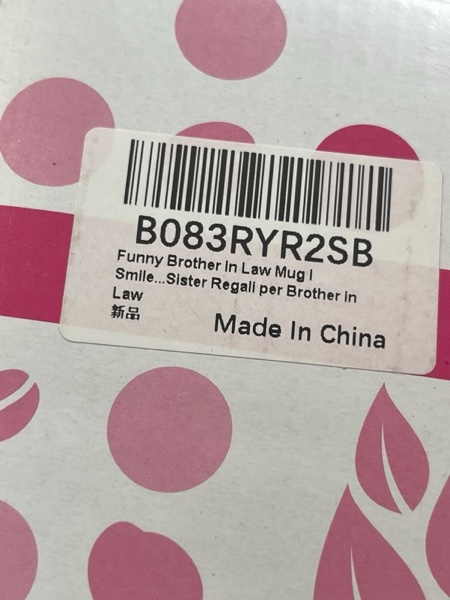 B083RYR2SB
Funny Brother in Law Mug I
Smile...Sister Regali per Brother in
Law
新品
Made In China